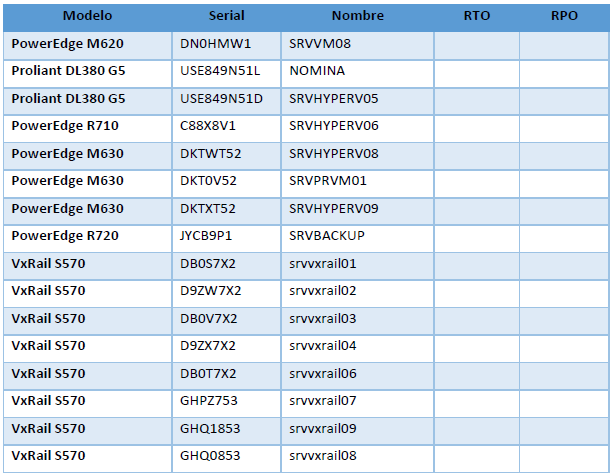 Modelo Serial Nombre RTO RPO
PowerEdge M620 DN0HMW1 SRVVM08
Proliant DL380 G5 USE849N51L NOMINA
Proliant DL380 G5 USE849N51D SRVHYPERV05
PowerEdge R710 C88X8V1 SRVHYPERV06
PowerEdge M630 DKTWT52 SRVHYPERV08
PowerEdge M630 DKT0V52 SRVPRVM01
PowerEdge M630 DKTXT52 SRVHYPERV09
PowerEdge R720 JYCB9P1 SRVBACKUP
VxRail S570 DB0S7X2 srvvxrail01
VxRail S570 D9ZW7X2 srvvxrail02
VxRail S570 DB0V7X2 srvvxrail03
VxRail S570 D9ZX7X2 srvvxrail04
VxRail S570 DB0T7X2 srvvxrail06
VxRail S570 GHPZ753 srvvxrail07
VxRail S570 GHQ1853 srvvxrail09
VxRail S570 GHQ0853 srvvxrail08